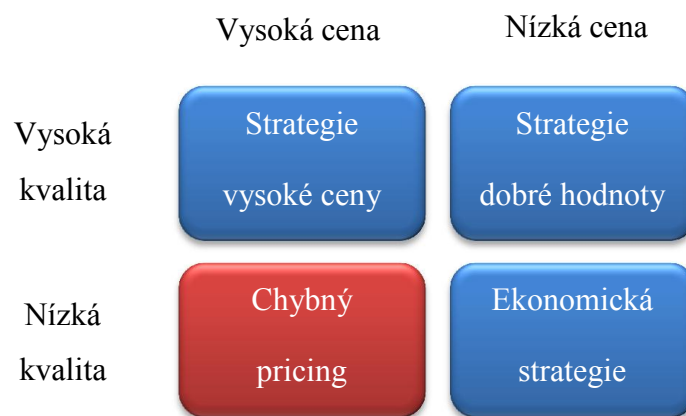 Vysoká cena
Nízká cena
Vysoká
kvalita
Strategie
vysoké ceny
Strategie
dobré hodnoty
Nízká
kvalita
Chybný
pricing
Ekonomická
strategie